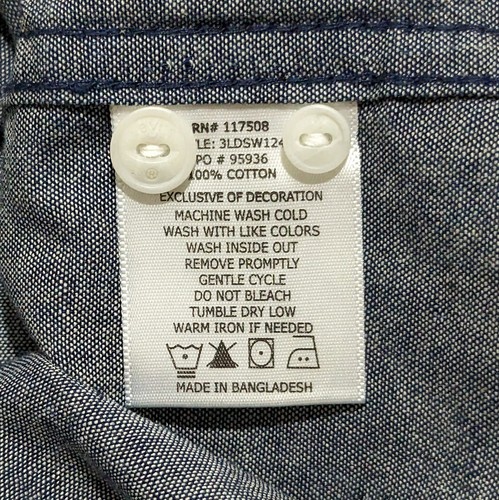 RN# 117508
LE: 3LDSW124
PO # 95936
100% COTTON
EXCLUSIVE OF DECORATION
MACHINE WASH COLD
WASH WITH LIKE COLORS
WASH INSIDE OUT
REMOVE PROMPTLY
GENTLE CYCLE
DO NOT BLEACH
TUMBLE DRY LOW
WARM IRON IF NEEDED
MADE IN BANGLADESH